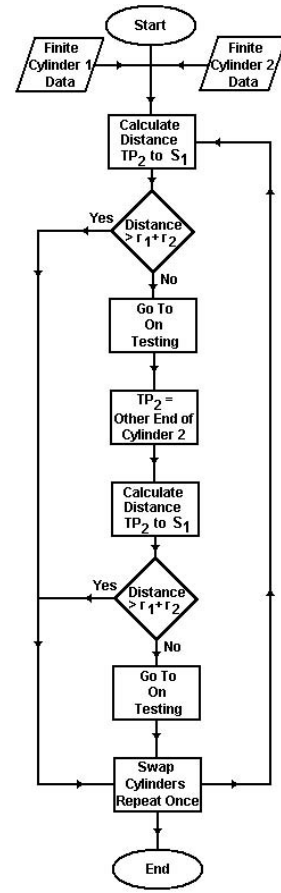 Start
Finite
Cylinder 1
Data
Finite
Cylinder 2
Data
Calculate
Distance
TP₂ to S₁
Yes
Distance
> r₁+r₂
No
Go To
On
Testing
TP₂ =
Other End of
Cylinder 2
Calculate
Distance
TP₂ to S₁
Yes
Distance
> r₁+r₂
No
Go To
On
Testing
Swap
Cylinders
Repeat Once
End